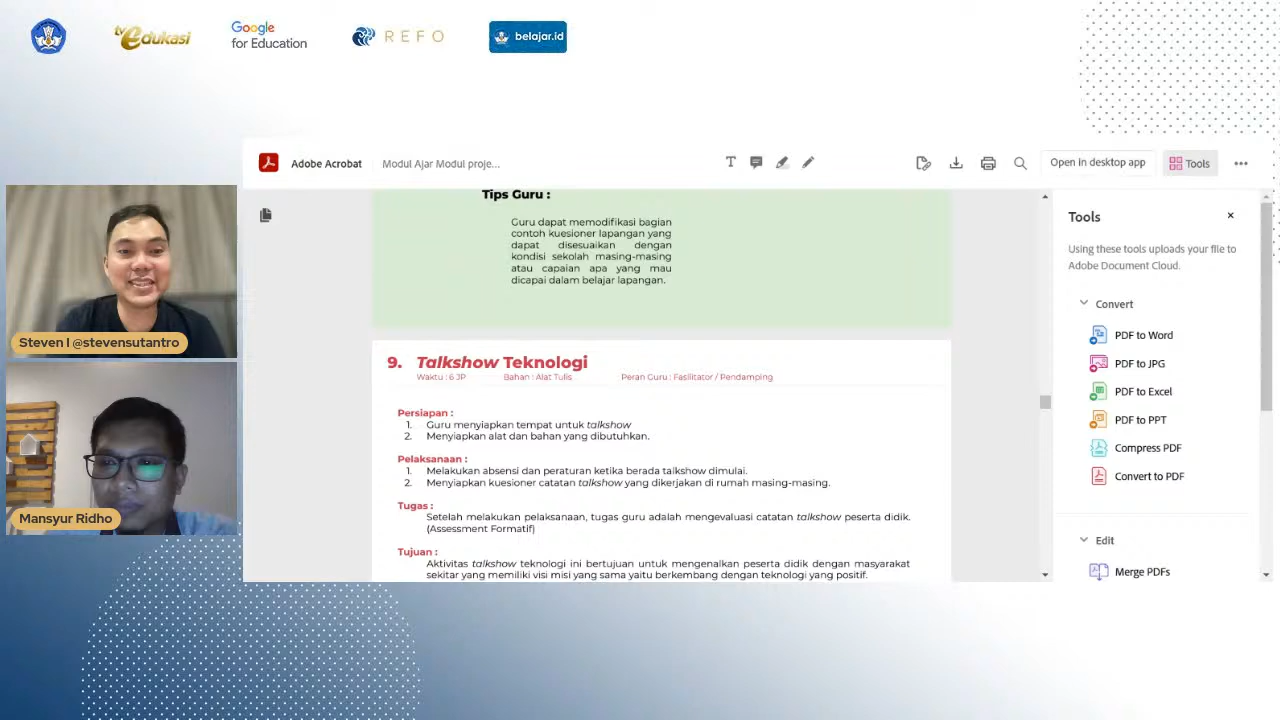 tv edukasi
Google
for Education
REFO
belajar.id
Adobe Acrobat
Modul Ajar Modul proje...
T
Open in desktop app
Tools
Tips Guru :
Guru dapat memodifikasi bagian
contoh kuesioner lapangan yang
dapat disesuaikan dengan
kondisi sekolah masing-masing
atau capaian apa yang mau
dicapai dalam belajar lapangan.
9. Talkshow Teknologi
Waktu : 6 JP Bahan : Alat Tulis Peran Guru : Fasilitator / Pendamping
Persiapan :
1. Guru menyiapkan tempat untuk talkshow
2. Menyiapkan alat dan bahan yang dibutuhkan.
Pelaksanaan :
1. Melakukan absensi dan peraturan ketika berada talkshow dimulai.
2. Menyiapkan kuesioner catatan talkshow yang dikerjakan di rumah masing-masing.
Tugas :
Setelah melakukan pelaksanaan, tugas guru adalah mengevaluasi catatan talkshow peserta didik.
(Assessment Formatif)
Tujuan :
Aktivitas talkshow teknologi ini bertujuan untuk mengenalkan peserta didik dengan masyarakat
sekitar yang memiliki visi misi yang sama yaitu berkembang dengan teknologi yang positif.
Tools
Using these tools uploads your file to
Adobe Document Cloud.
Convert
PDF to Word
PDF to JPG
PDF to Excel
PDF to PPT
Compress PDF
Convert to PDF
Edit
Merge PDFs
Steven I @stevensutantro
Mansyur Ridho